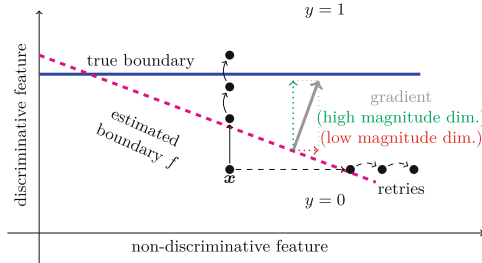 y = 1
true boundary
discriminative feature
estimated
boundary f
gradient
(high magnitude dim.)
(low magnitude dim.)
x
retries
y = 0
non-discriminative feature